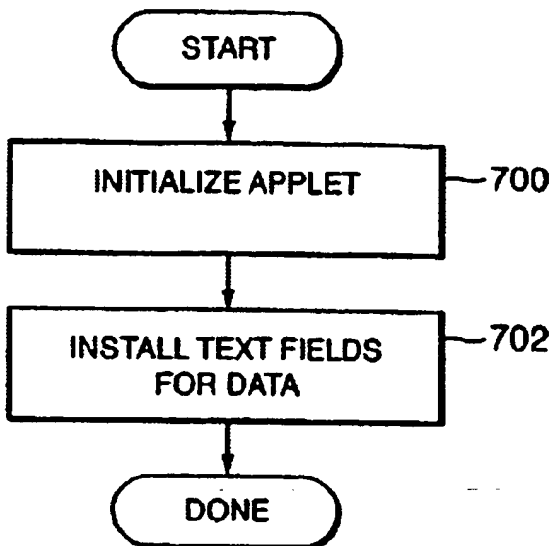 START
INITIALIZE APPLET
700
INSTALL TEXT FIELDS
FOR DATA
702
DONE